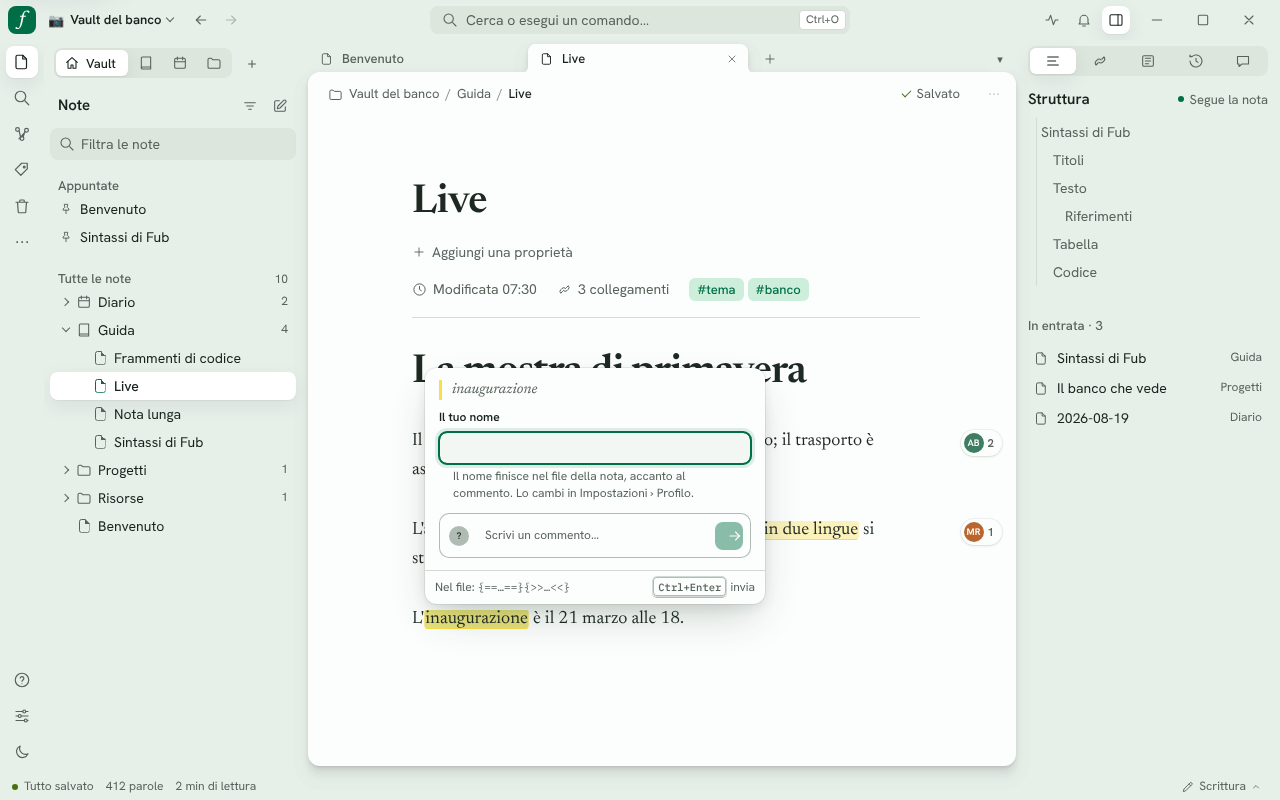 Vault del banco
Cerca o esegui un comando…
Ctrl+O
Vault
Benvenuto
Live
Note
Filtra le note
Appuntate
Benvenuto
Sintassi di Fub
Tutte le note 10
Diario 2
Guida 4
Frammenti di codice
Live
Nota lunga
Sintassi di Fub
Progetti 1
Risorse 1
Benvenuto
Vault del banco / Guida / Live
Salvato
Live
Aggiungi una proprietà
Modificata 07:30
3 collegamenti
#tema
#banco
La mostra di primavera
Il
o; il trasporto è
as
AB 2
L'
in due lingue si
st
MR 1
inaugurazione
Il tuo nome
Il nome finisce nel file della nota, accanto al
commento. Lo cambi in Impostazioni › Profilo.
?
Scrivi un commento…
Nel file: {==…==}{>>…<<}
Ctrl+Enter invia
L'inaugurazione è il 21 marzo alle 18.
Struttura
Segue la nota
Sintassi di Fub
Titoli
Testo
Riferimenti
Tabella
Codice
In entrata · 3
Sintassi di Fub Guida
Il banco che vede Progetti
2026-08-19 Diario
Tutto salvato
412 parole
2 min di lettura
Scrittura